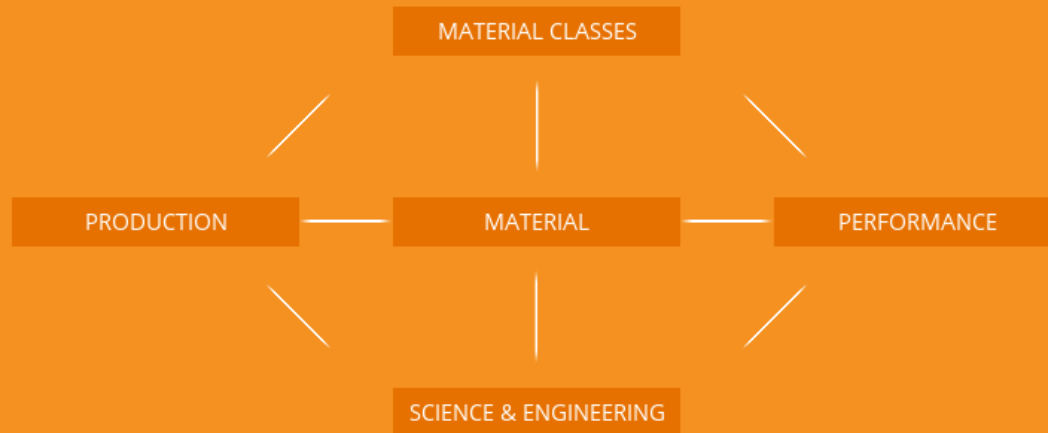 MATERIAL CLASSES
PRODUCTION
MATERIAL
PERFORMANCE
SCIENCE & ENGINEERING